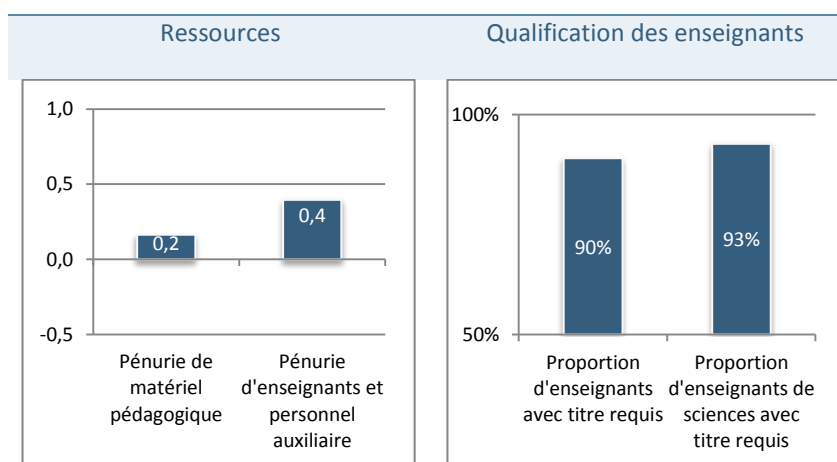 Ressources
Qualification des enseignants
1,0
0,5
0,0
-0,5
0,2
0,4
Pénurie de
matériel
pédagogique
Pénurie
d'enseignants et
personnel
auxiliaire
100%
50%
90%
93%
Proportion
d'enseignants
avec titre requis
Proportion
d'enseignants de
sciences avec
titre requis